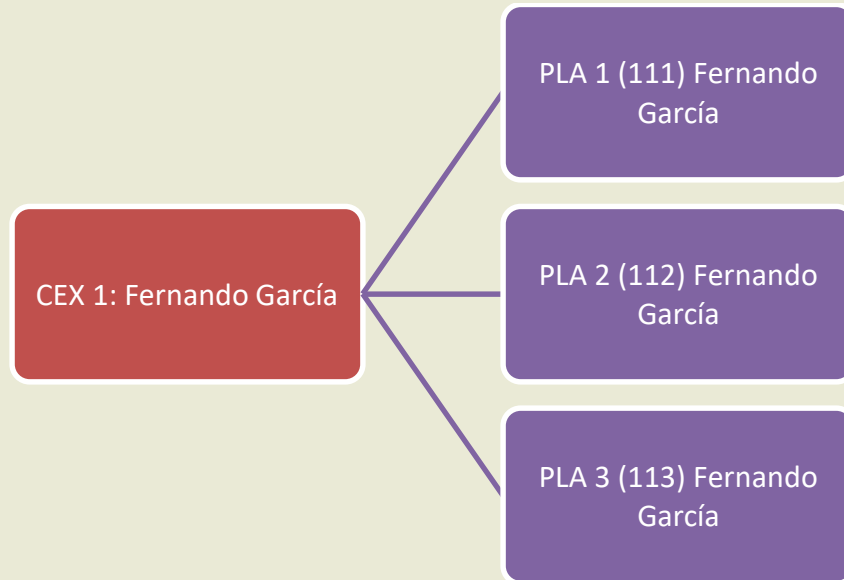 PLA 1 (111) Fernando
García
CEX 1: Fernando García
PLA 2 (112) Fernando
García
PLA 3 (113) Fernando
García